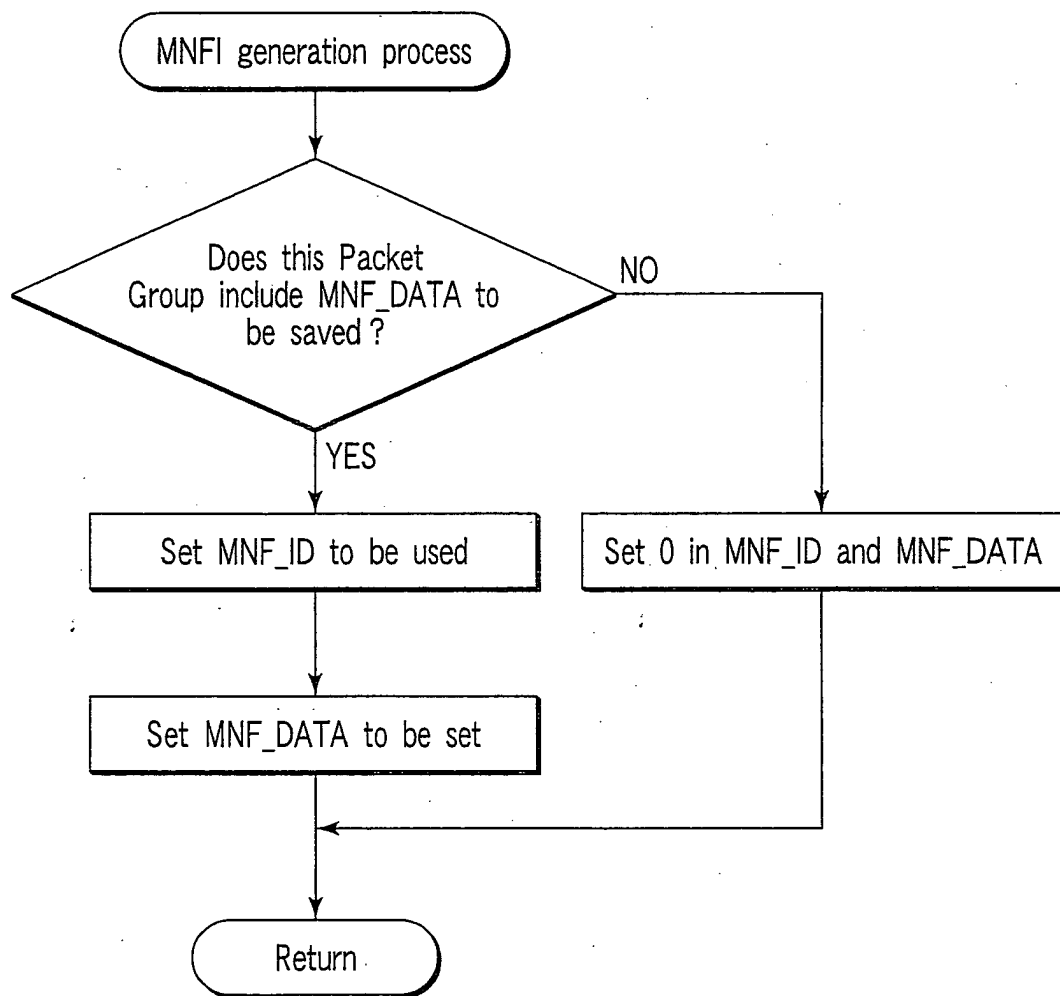 MNFI generation process
Does this Packet
Group include MNF_DATA to
be saved ?
NO
YES
Set MNF_ID to be used
Set 0 in MNF_ID and MNF_DATA
Set MNF_DATA to be set
Return